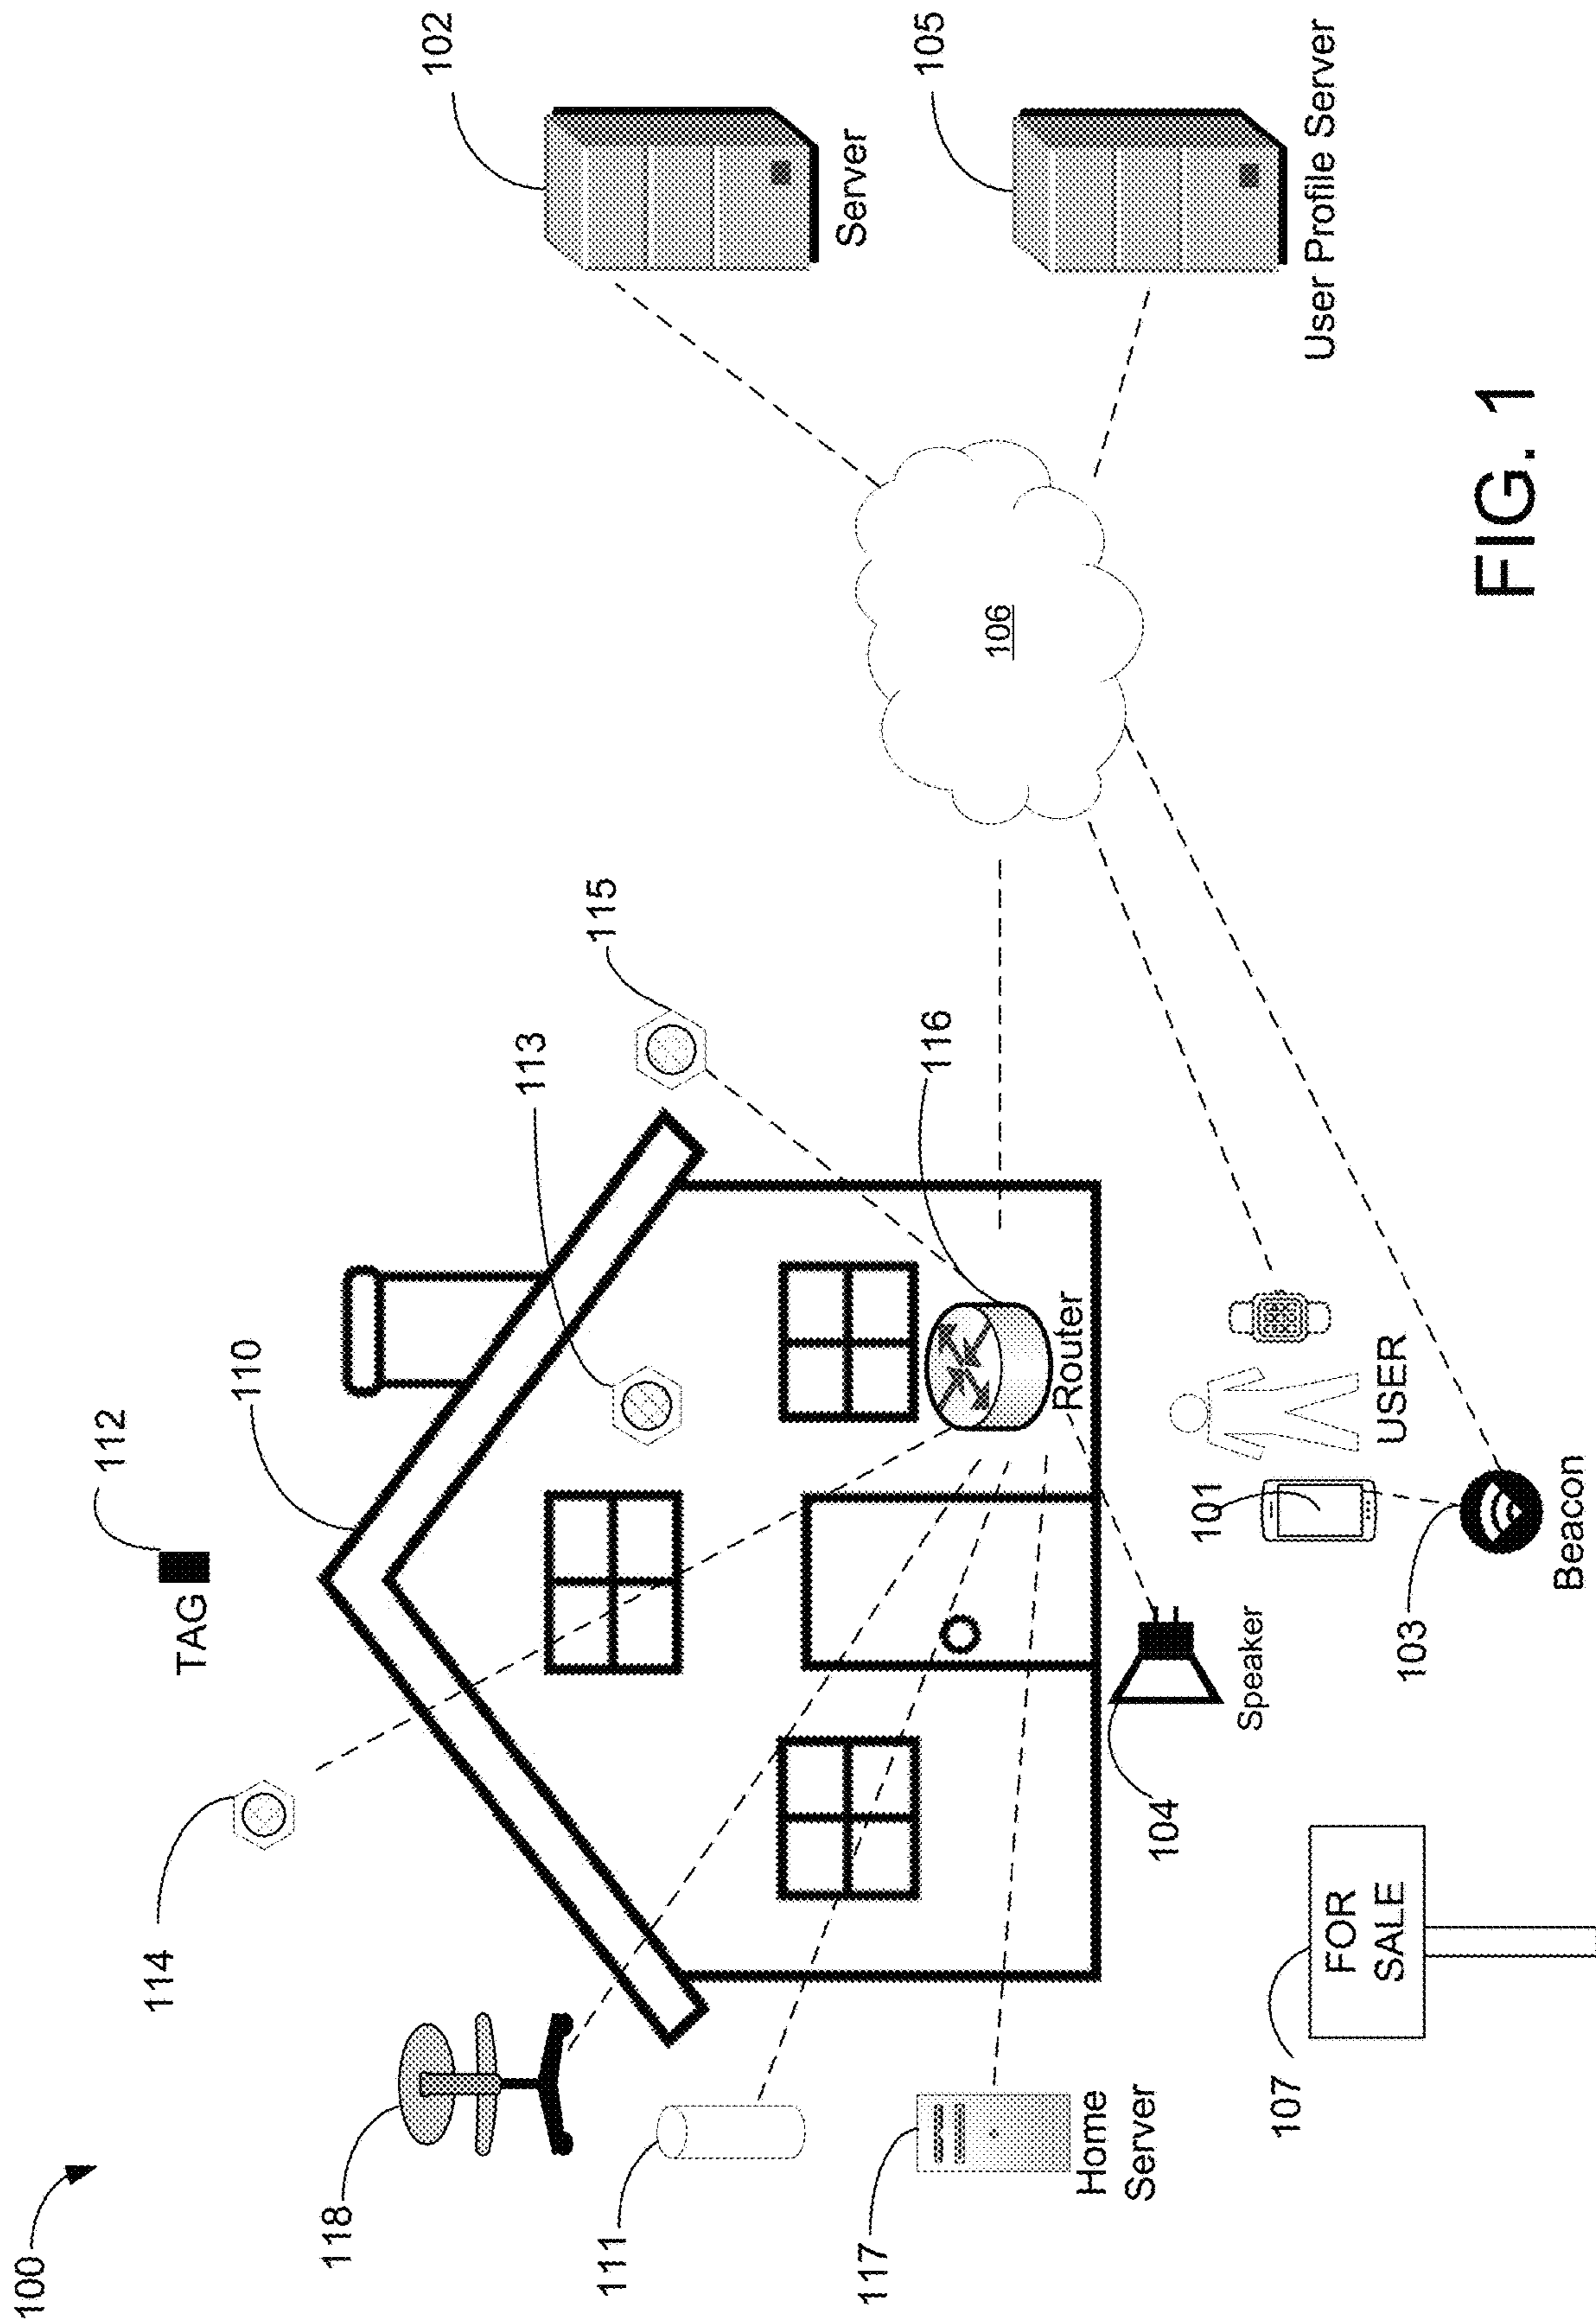 100
112
TAG
114
110
118
113
115
102
Server
111
116
Router
106
105
User Profile Server
117
Home
Server
104
Speaker
101
USER
103
Beacon
107
FOR
SALE
FIG. 1